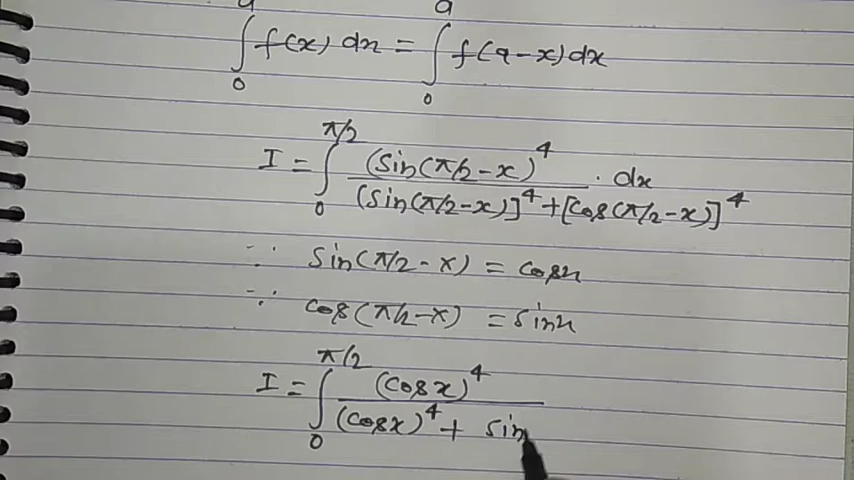 ∫₀ᵃ f(x) dx = ∫₀ᵃ f(a-x) dx
I = ∫₀^(π/2) (Sin(π/2-x)^4 / (Sin(π/2-x)]^4+[Cos(π/2-x)]^4 . dx
∵ Sin(π/2-x) = cosx
∵ cos(π/2-x) = sinx
I = ∫₀^(π/2) (cosx)^4 / (cosx)^4 + sin